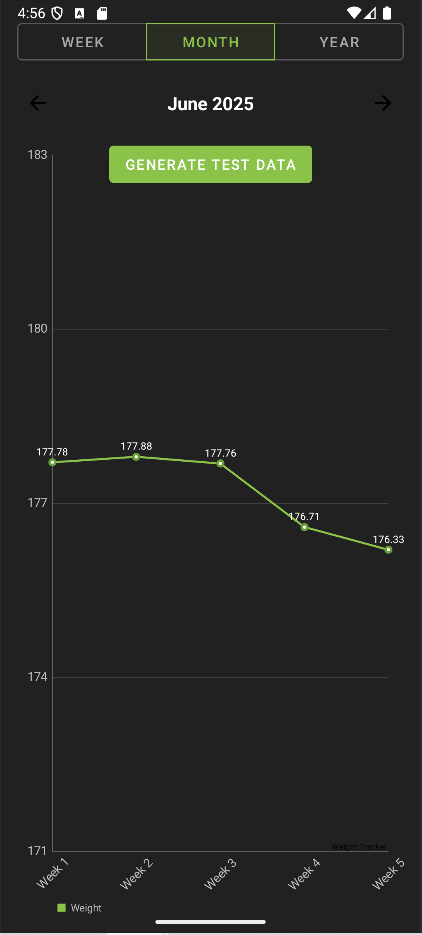 4:56
WEEK MONTH YEAR
June 2025
183
GENERATE TEST DATA
180
177.78 177.88 177.76
177
176.71
176.33
174
171
Weight Tracker
Week 1 Week 2 Week 3 Week 4 Week 5
Weight